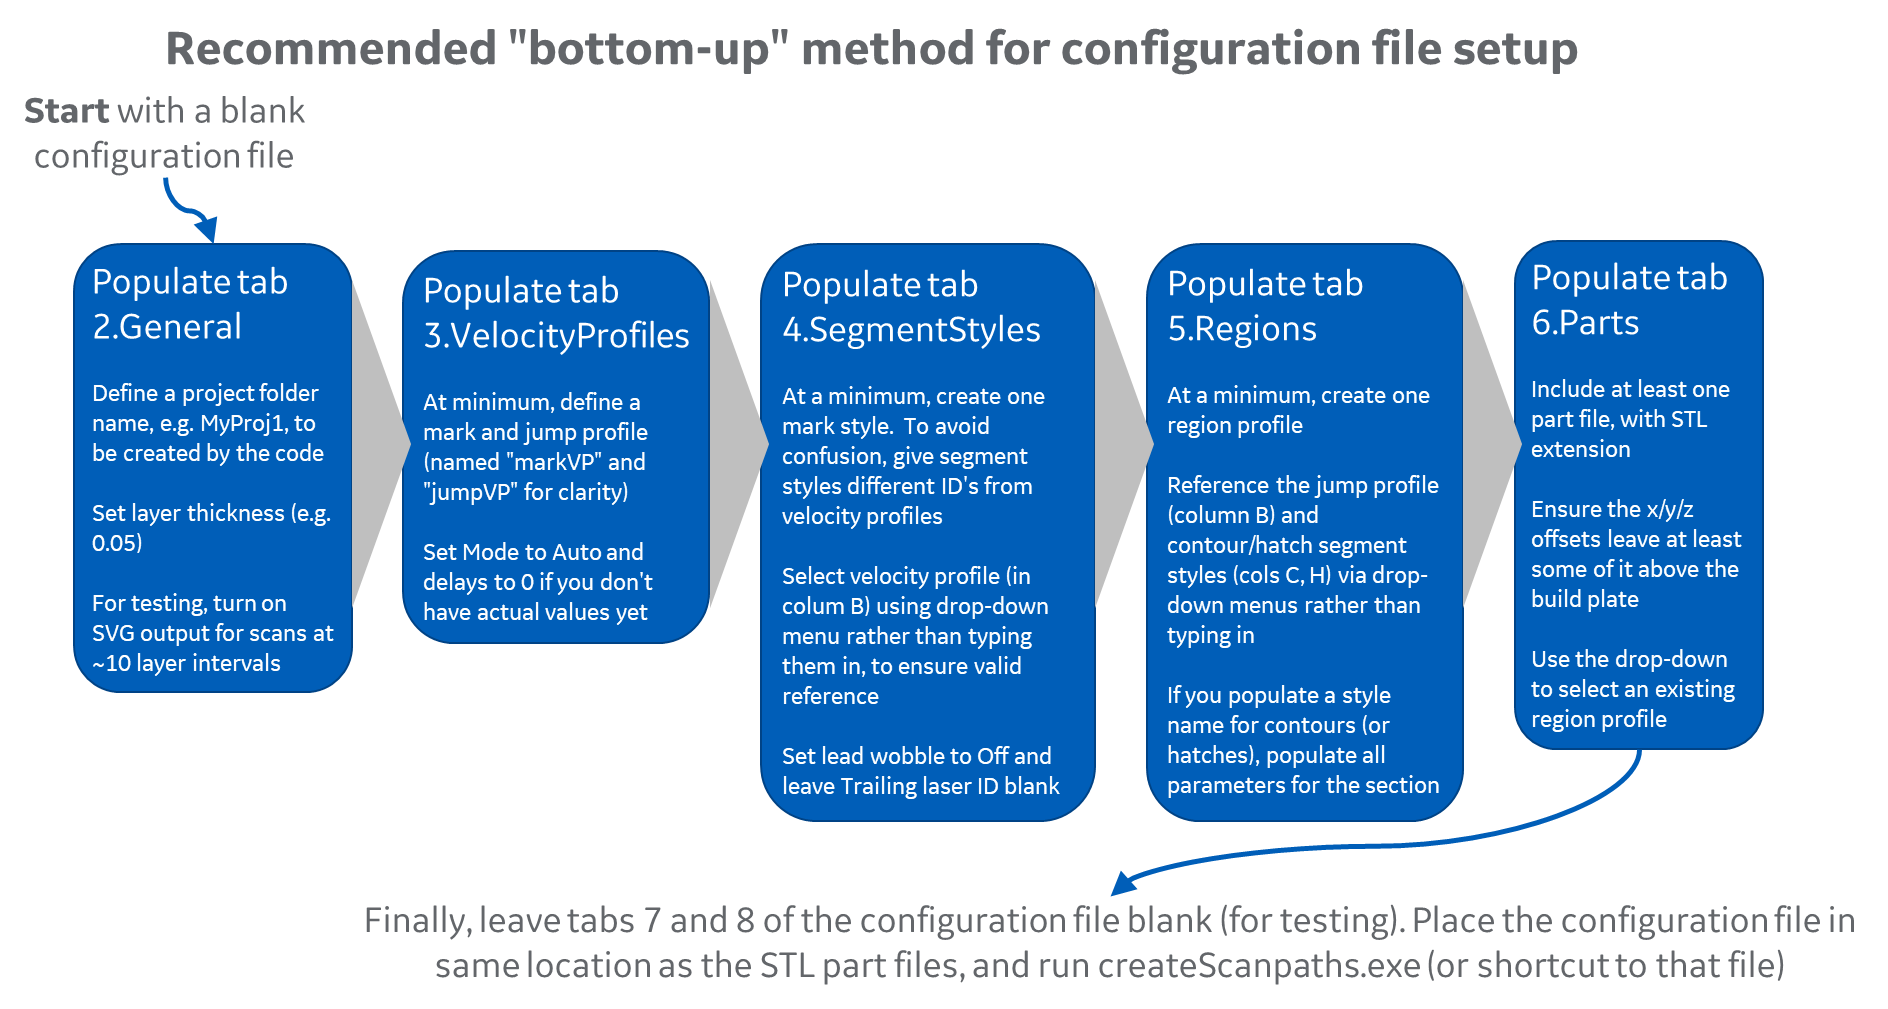 Recommended "bottom-up" method for configuration file setup
Start with a blank
configuration file
Populate tab
2.General
Define a project folder
name, e.g. MyProj1, to
be created by the code
Set layer thickness (e.g.
0.05)
For testing, turn on
SVG output for scans at
~10 layer intervals
Populate tab
3.VelocityProfiles
At minimum, define a
mark and jump profile
(named "markVP" and
"jumpVP" for clarity)
Set Mode to Auto and
delays to 0 if you don't
have actual values yet
Populate tab
4.SegmentStyles
At a minimum, create one
mark style.  To avoid
confusion, give segment
styles different ID's from
velocity profiles
Select velocity profile (in
colum B) using drop-down
menu rather than typing
them in, to ensure valid
reference
Set lead wobble to Off and
leave Trailing laser ID blank
Populate tab
5.Regions
At a minimum, create one
region profile
Reference the jump profile
(column B) and
contour/hatch segment
styles (cols C, H) via drop-
down menus rather than
typing in
If you populate a style
name for contours (or
hatches), populate all
parameters for the section
Populate tab
6.Parts
Include at least one
part file, with STL
extension
Ensure the x/y/z
offsets leave at least
some of it above the
build plate
Use the drop-down
to select an existing
region profile
Finally, leave tabs 7 and 8 of the configuration file blank (for testing). Place the configuration file in
same location as the STL part files, and run createScanpaths.exe (or shortcut to that file)